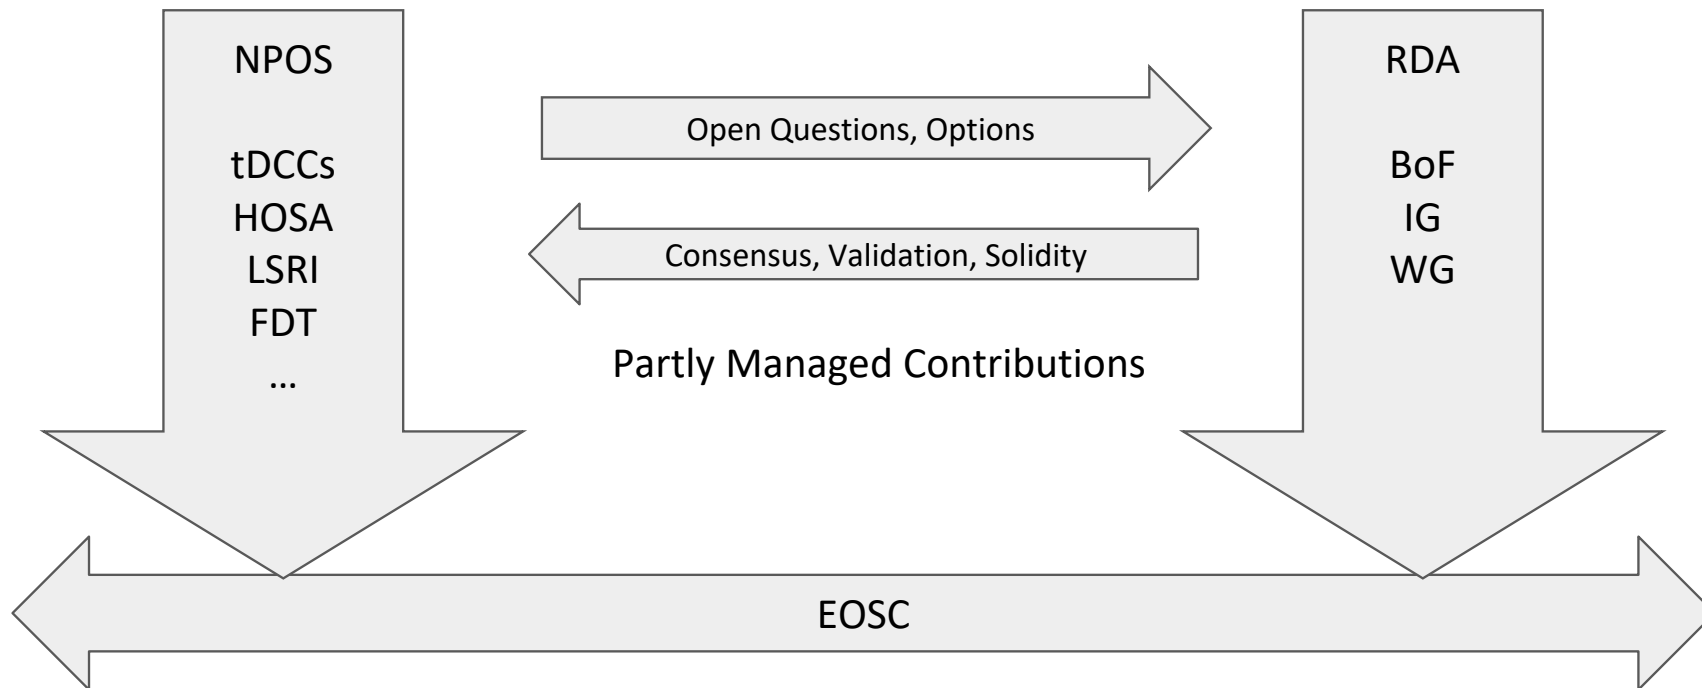 NPOS
tDCCs
HOSA
LSRI
FDT
...
Open Questions, Options
Consensus, Validation, Solidity
Partly Managed Contributions
RDA
BoF
IG
WG
EOSC